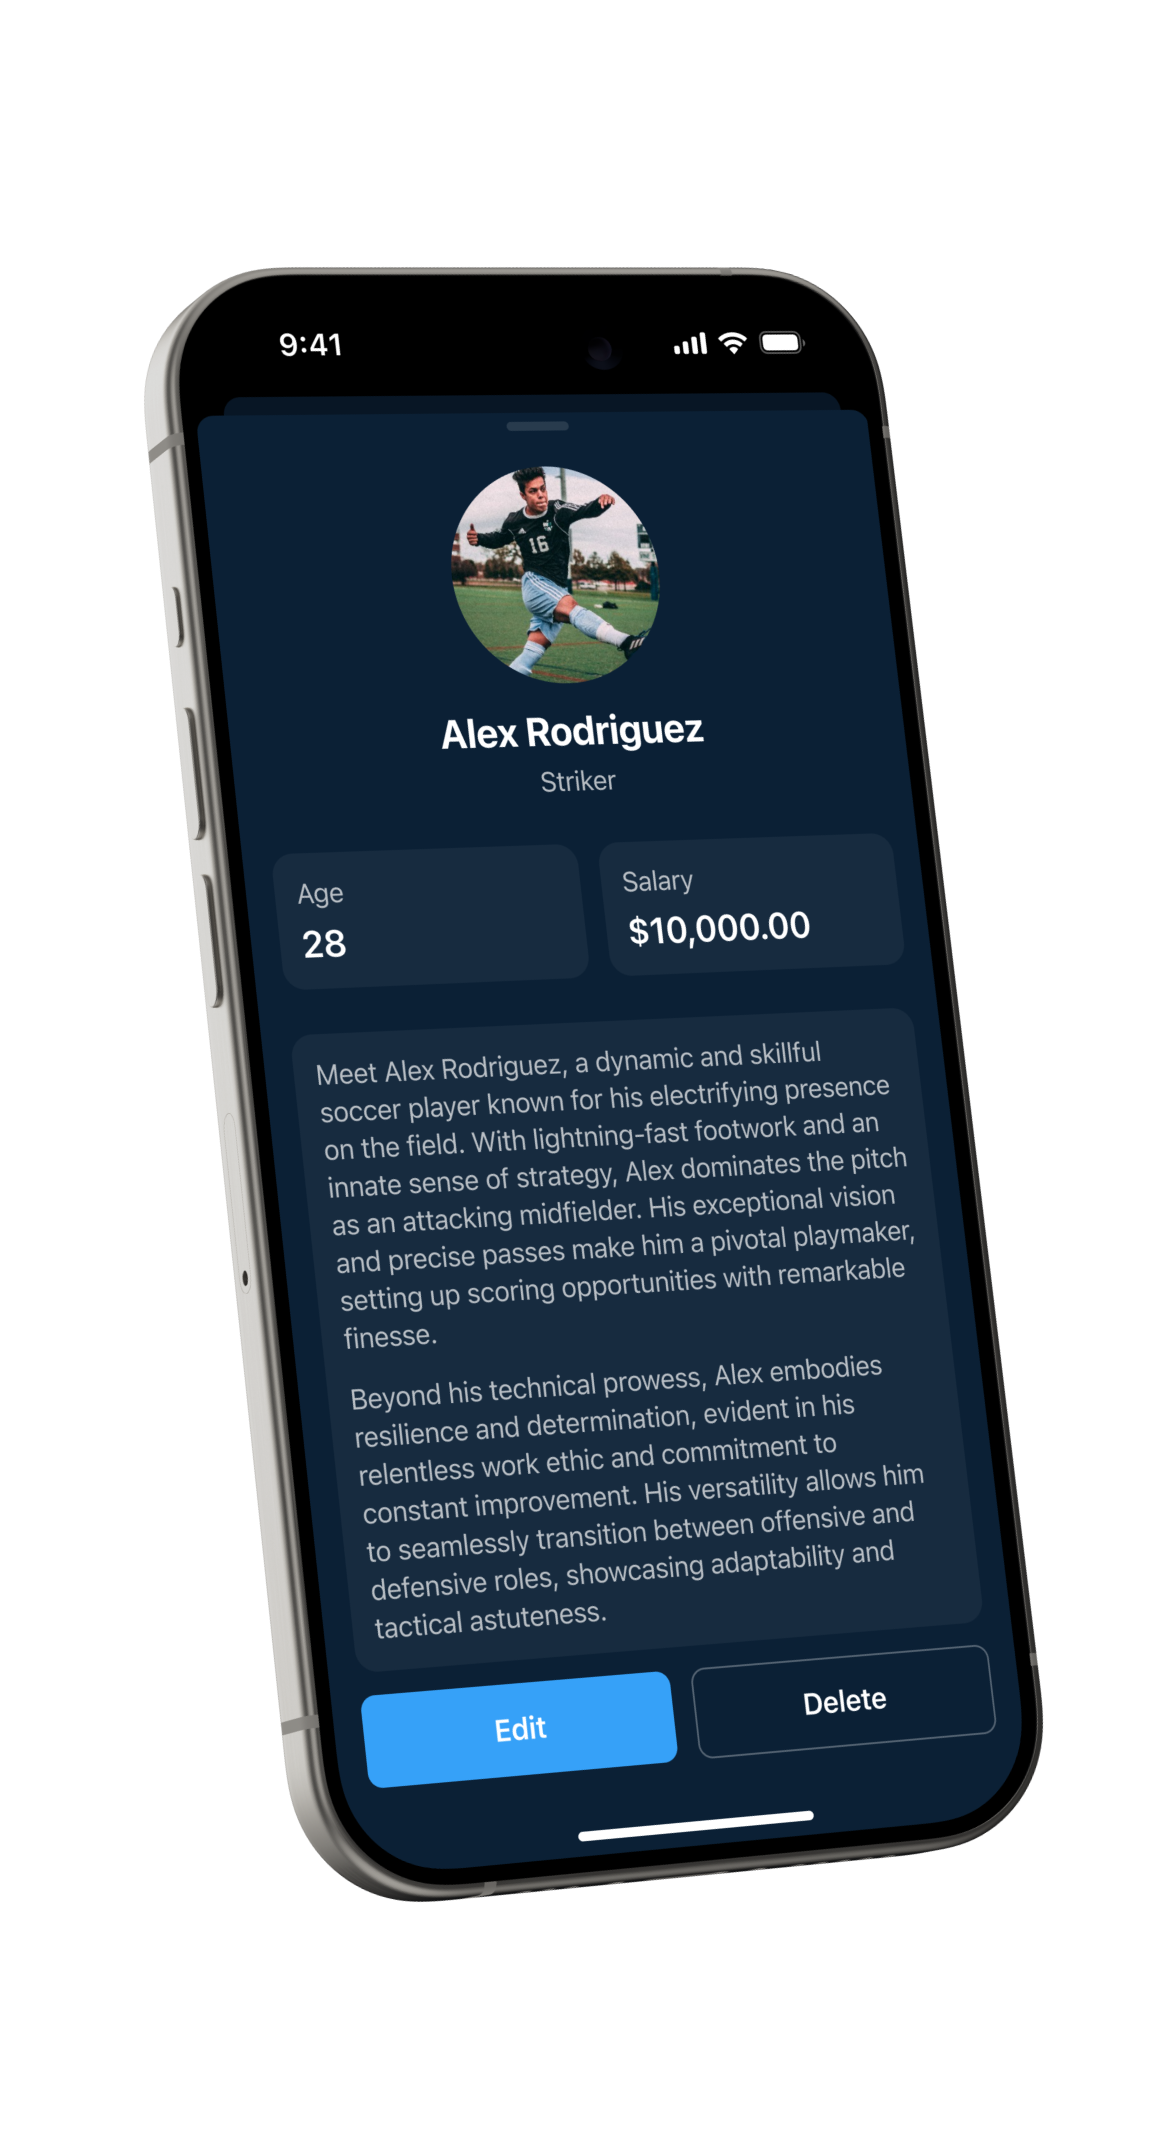 9:41
16
Alex Rodriguez
Striker
Age
28
Salary
$10,000.00
Meet Alex Rodriguez, a dynamic and skillful
soccer player known for his electrifying presence
on the field. With lightning-fast footwork and an
innate sense of strategy, Alex dominates the pitch
as an attacking midfielder. His exceptional vision
and precise passes make him a pivotal playmaker,
setting up scoring opportunities with remarkable
finesse.
Beyond his technical prowess, Alex embodies
resilience and determination, evident in his
relentless work ethic and commitment to
constant improvement. His versatility allows him
to seamlessly transition between offensive and
defensive roles, showcasing adaptability and
tactical astuteness.
Edit
Delete